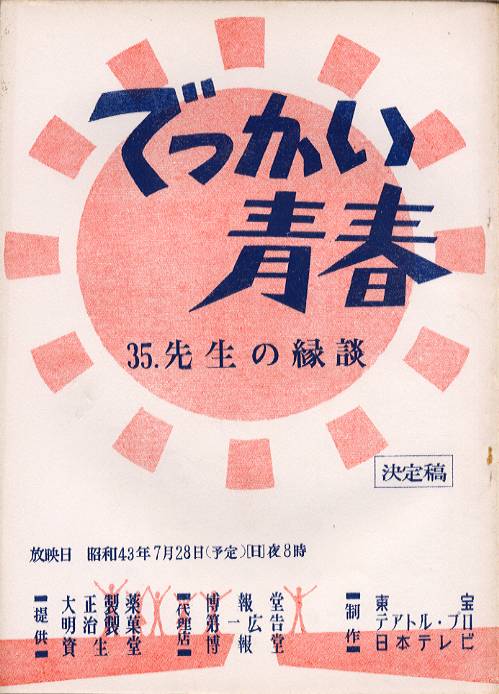 でっかい
青春
35.先生の縁談
決定稿
放映日 昭和43年7月28日(予定)[日]夜8時
【提供】
大正製薬
明治製菓
資生堂
【代理店】
博報堂
第一広告
博報堂
【制作】
東宝
テアトル・プロ
日本テレビ